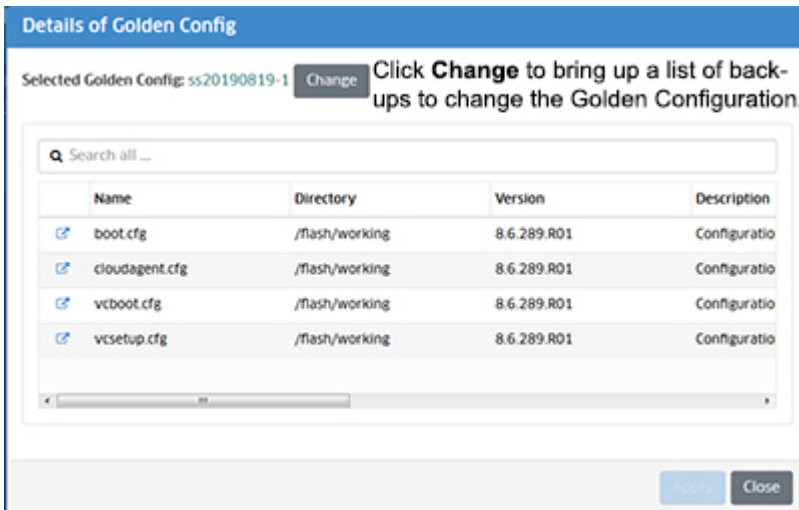 Details of Golden Config
Selected Golden Config: ss20190819-1 Change Click Change to bring up a list of back-
ups to change the Golden Configuration.
Search all ...
Name Directory Version Description
boot.cfg /flash/working 8.6.289.R01 Configuratio
cloudagent.cfg /flash/working 8.6.289.R01 Configuratio
vcboot.cfg /flash/working 8.6.289.R01 Configuratio
vcsetup.cfg /flash/working 8.6.289.R01 Configuratio
Apply Close